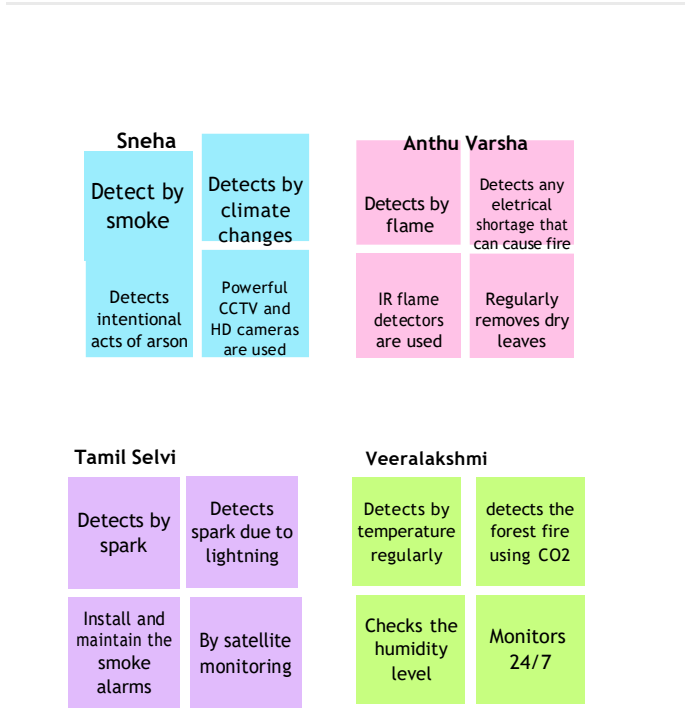 Sneha
Detect by
smoke
Detects by
climate
changes
Detects
intentional
acts of arson
Powerful
CCTV and
HD cameras
are used
Anthu Varsha
Detects by
flame
Detects any
eletrical
shortage that
can cause fire
IR flame
detectors
are used
Regularly
removes dry
leaves
Tamil Selvi
Detects by
spark
Detects
spark due to
lightning
Install and
maintain the
smoke
alarms
By satellite
monitoring
Veeralakshmi
Detects by
temperature
regularly
detects the
forest fire
using CO2
Checks the
humidity
level
Monitors
24/7